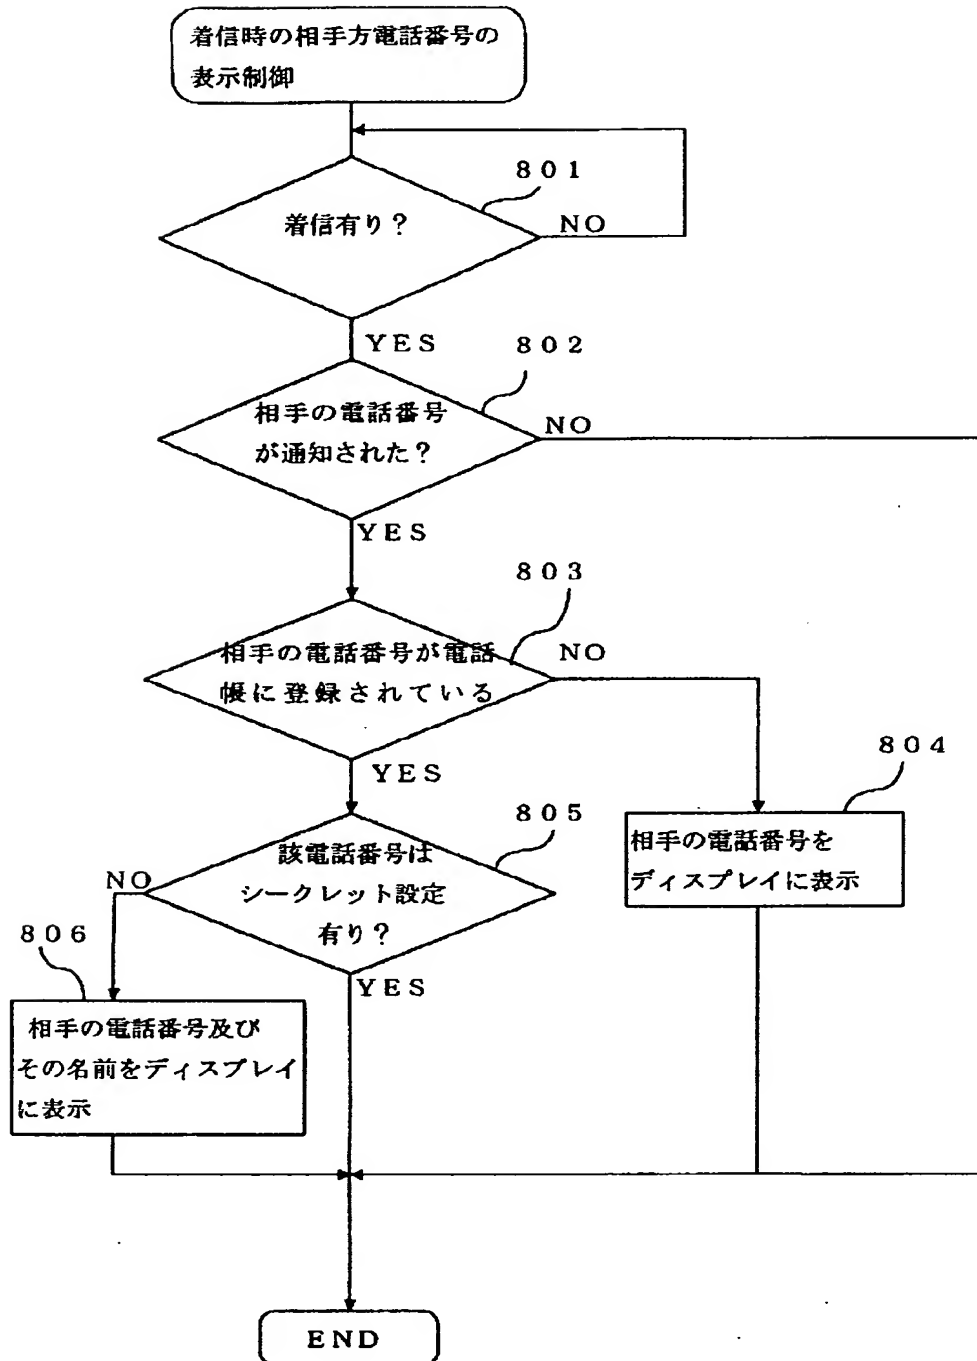 着信時の相手方電話番号の
表示制御
801
着信有り?
NO
YES
802
相手の電話番号
が通知された?
NO
YES
803
相手の電話番号が電話
帳に登録されている
NO
YES
804
相手の電話番号を
ディスプレイに表示
805
該電話番号は
シークレット設定
有り?
NO
YES
806
相手の電話番号及び
その名前をディスプレイ
に表示
END